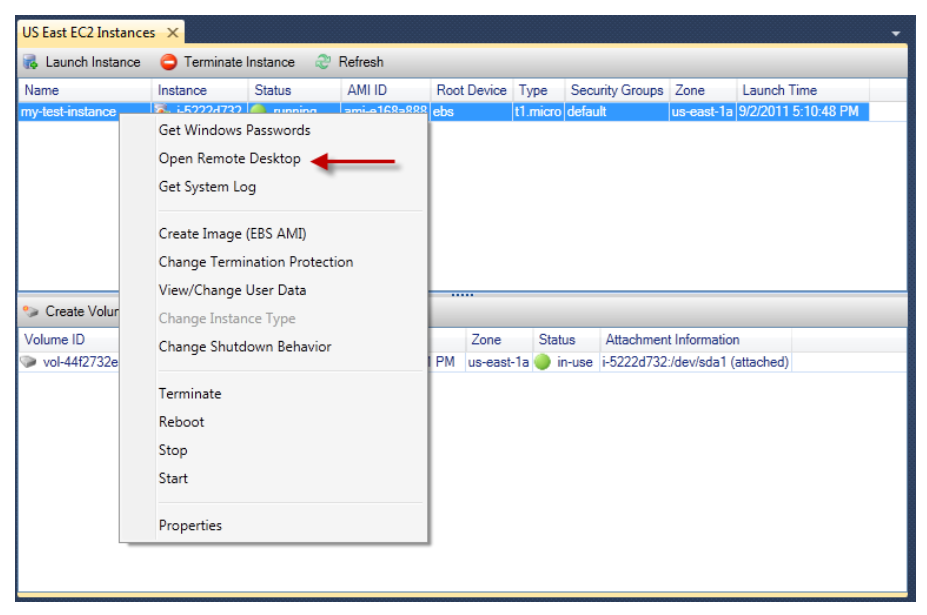 US East EC2 Instances
Launch Instance Terminate Instance Refresh
Name Instance Status AMI ID Root Device Type Security Groups Zone Launch Time
my-test-instance i-5222d732 running ami-e168a888 ebs t1.micro default us-east-1a 9/2/2011 5:10:48 PM
Get Windows Passwords
Open Remote Desktop
Get System Log
Create Image (EBS AMI)
Change Termination Protection
View/Change User Data
Change Instance Type
Change Shutdown Behavior
Terminate
Reboot
Stop
Start
Properties
Create Volu
Volume ID Zone Status Attachment Information
vol-44f2732e PM us-east-1a in-use i-5222d732:/dev/sda1 (attached)